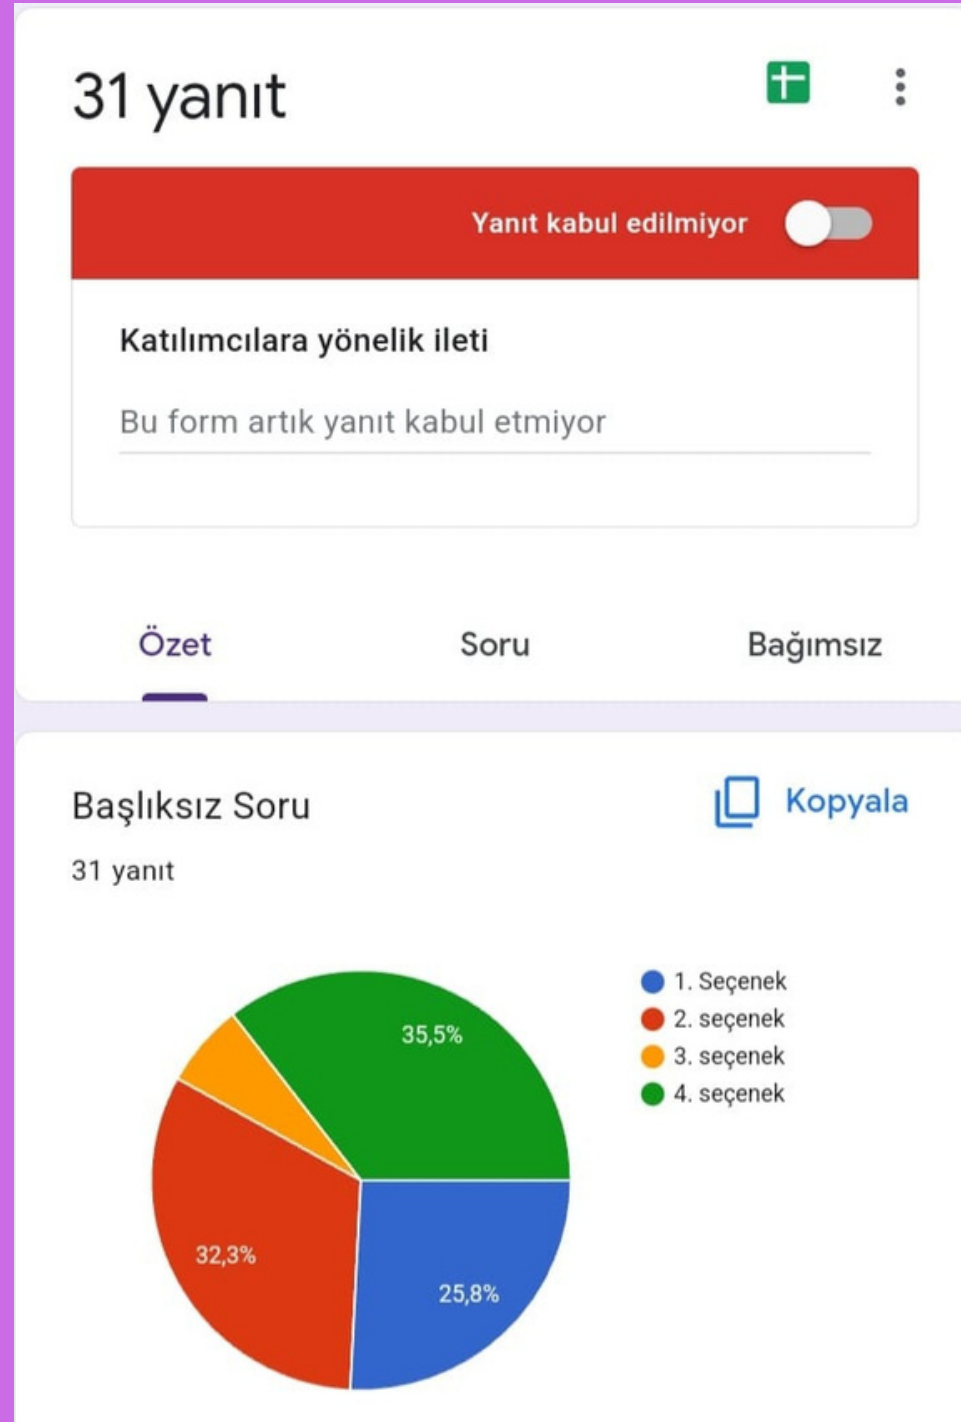 31 yanıt
Yanıt kabul edilmiyor
Katılımcılara yönelik ileti
Bu form artık yanıt kabul etmiyor
Özet Soru Bağımsız
Başlıksız Soru
Kopyala
31 yanıt
35,5%
32,3%
25,8%
1. Seçenek
2. seçenek
3. seçenek
4. seçenek